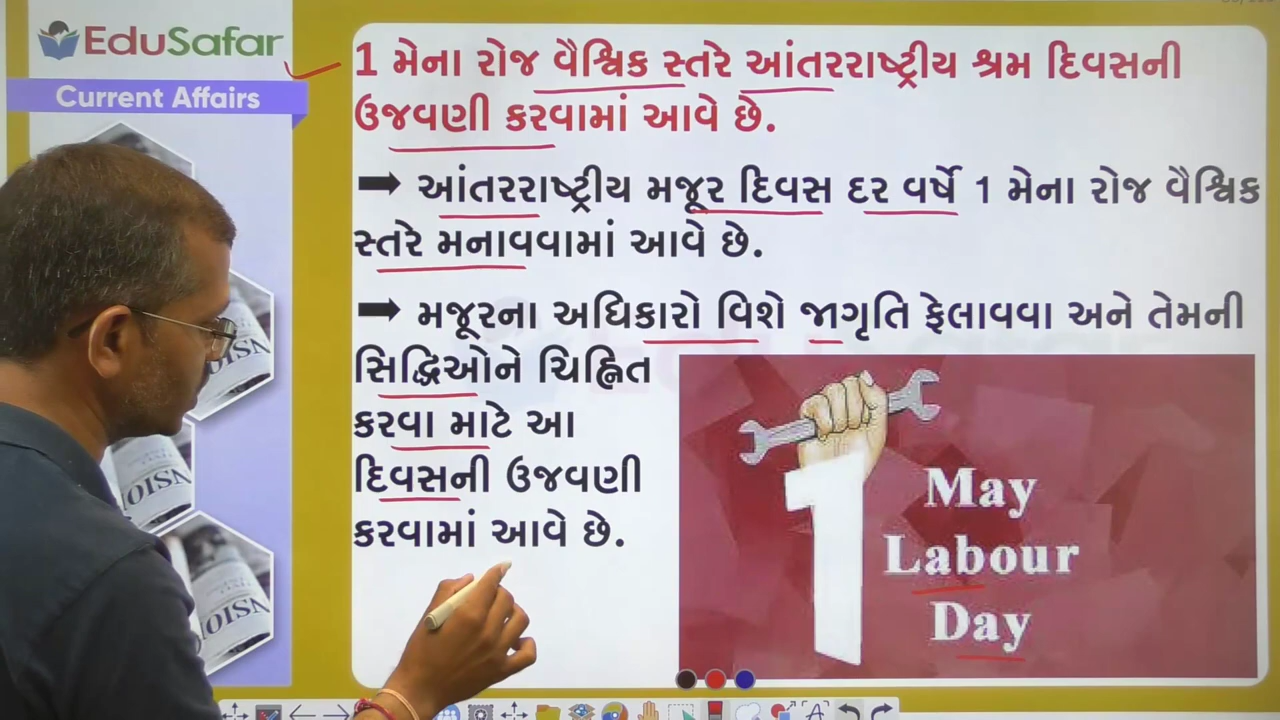 EduSafar
Current Affairs
1 મેના રોજ વૈશ્વિક સ્તરે આંતરરાષ્ટ્રીય શ્રમ દિવસની
ઉજવણી કરવામાં આવે છે.
➡ આંતરરાષ્ટ્રીય મજૂર દિવસ દર વર્ષે 1 મેના રોજ વૈશ્વિક
સ્તરે મનાવવામાં આવે છે.
➡ મજૂરના અધિકારો વિશે જાગૃતિ ફેલાવવા અને તેમની
સિદ્ધિઓને ચિહ્નિત
કરવા માટે આ
દિવસની ઉજવણી
કરવામાં આવે છે.
1 May
Labour
Day